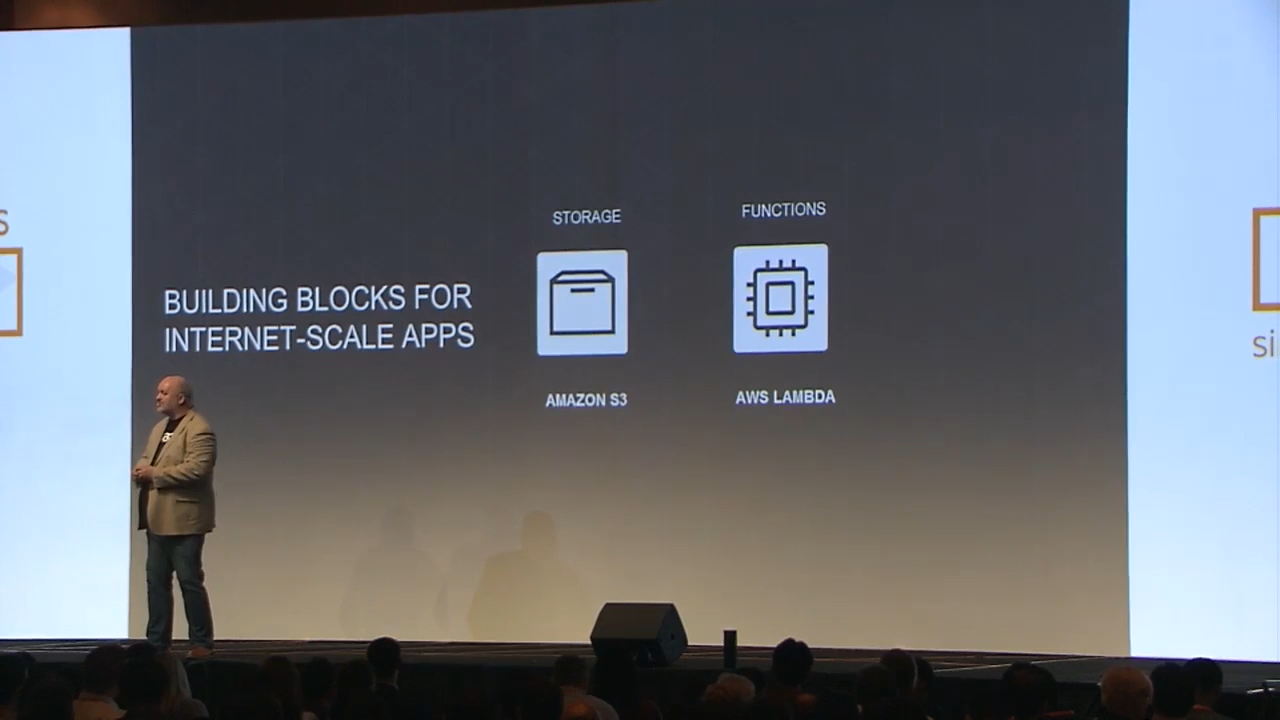 BUILDING BLOCKS FOR
INTERNET-SCALE APPS
STORAGE
AMAZON S3
FUNCTIONS
AWS LAMBDA